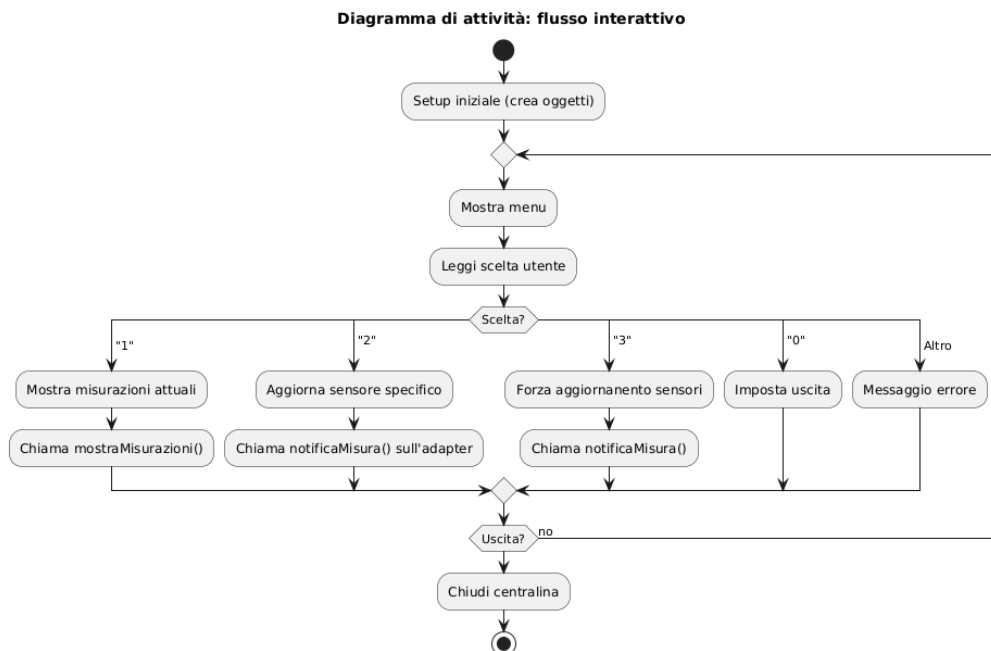 Diagramma di attività: flusso interattivo
Setup iniziale (crea oggetti)
Mostra menu
Leggi scelta utente
Scelta?
"1"
"2"
"3"
"0"
Altro
Mostra misurazioni attuali
Aggiorna sensore specifico
Forza aggiornanento sensori
Imposta uscita
Messaggio errore
Chiama mostraMisurazioni()
Chiama notificaMisura() sull'adapter
Chiama notificaMisura()
Uscita?
no
Chiudi centralina